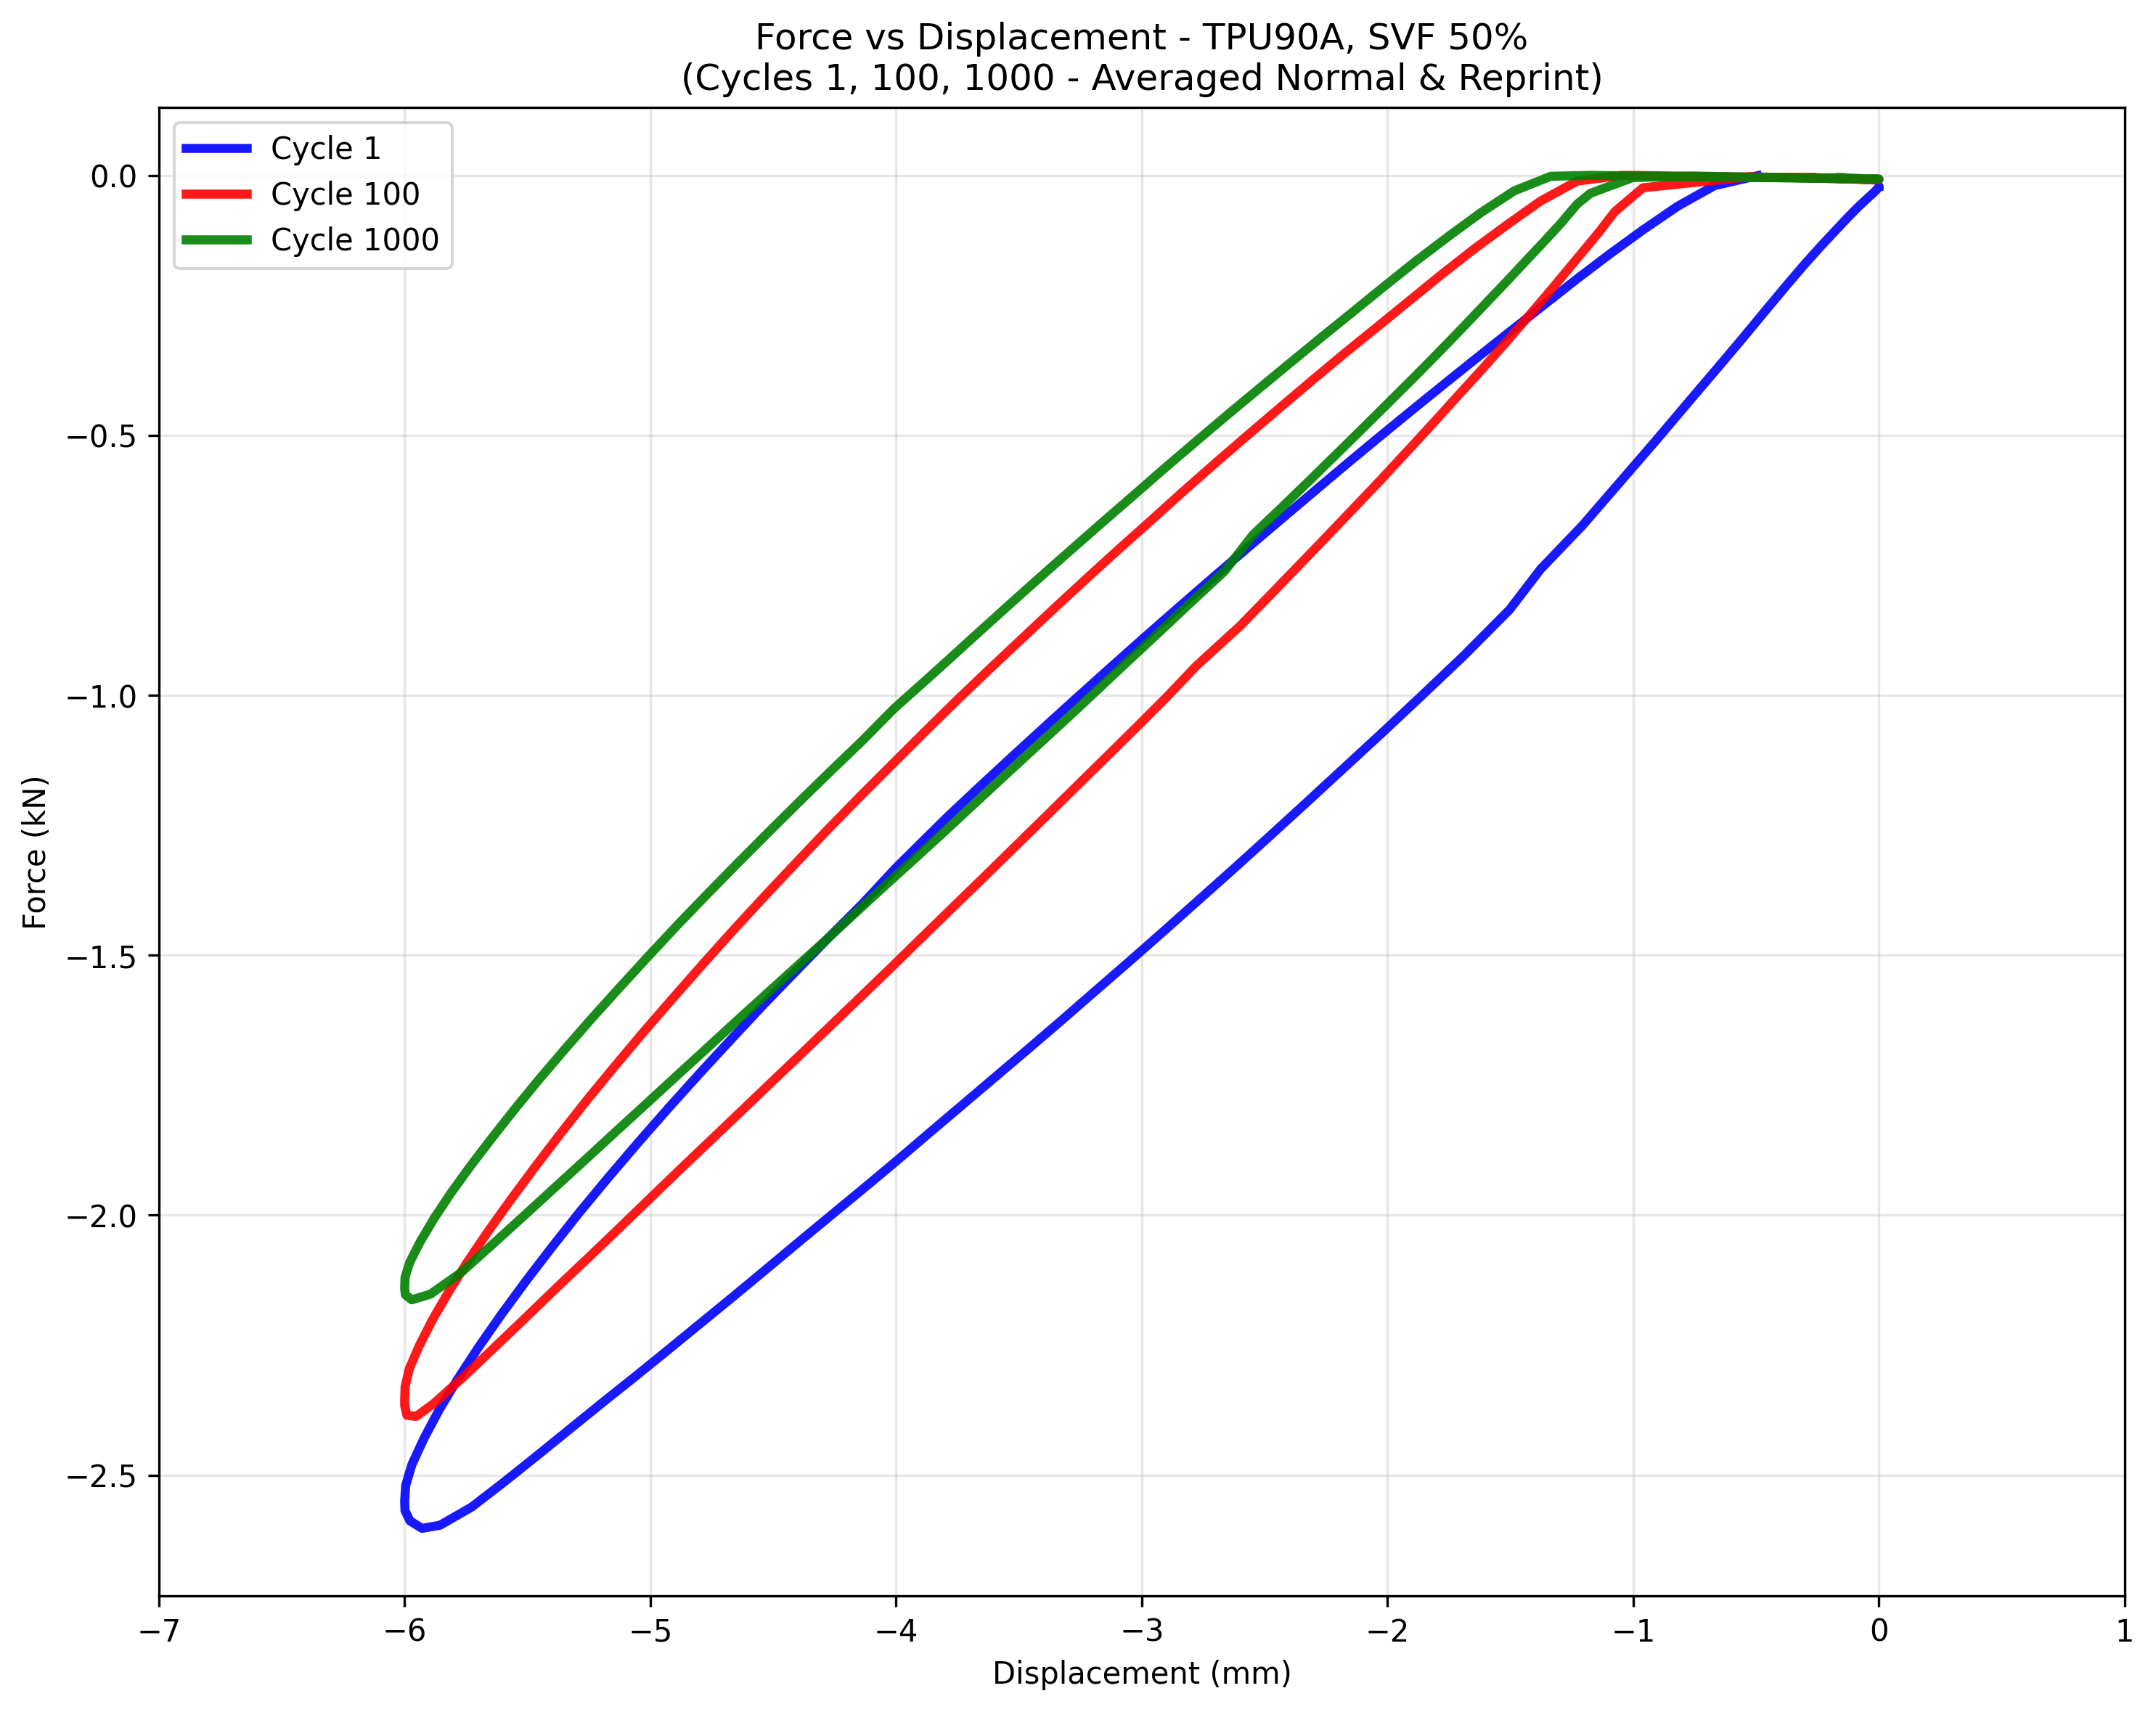 Force vs Displacement - TPU90A, SVF 50%
(Cycles 1, 100, 1000 - Averaged Normal & Reprint)
Cycle 1
Cycle 100
Cycle 1000
0.0
−0.5
−1.0
−1.5
−2.0
−2.5
Force (kN)
−7 −6 −5 −4 −3 −2 −1 0 1
Displacement (mm)